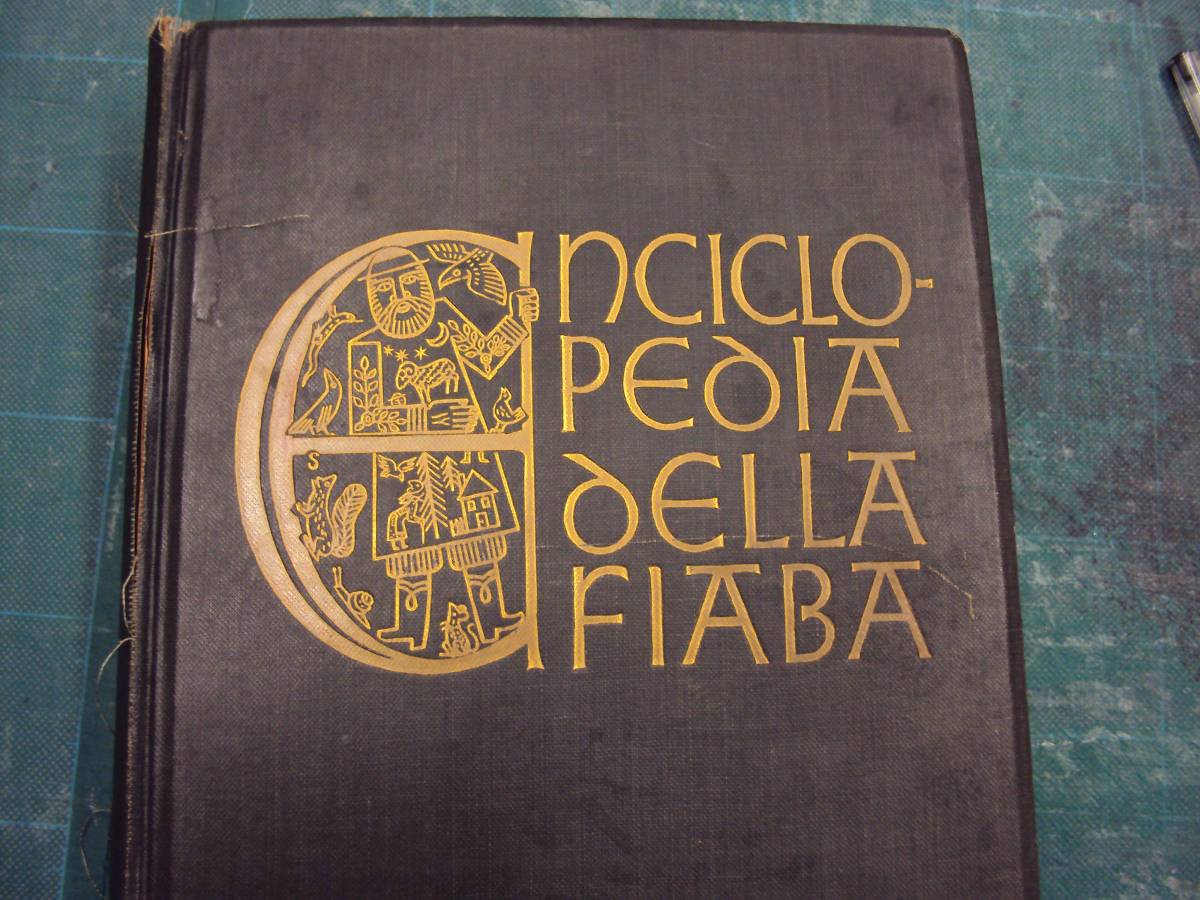 ENCICLO-
PEDIA
DELLA
FIABA
S